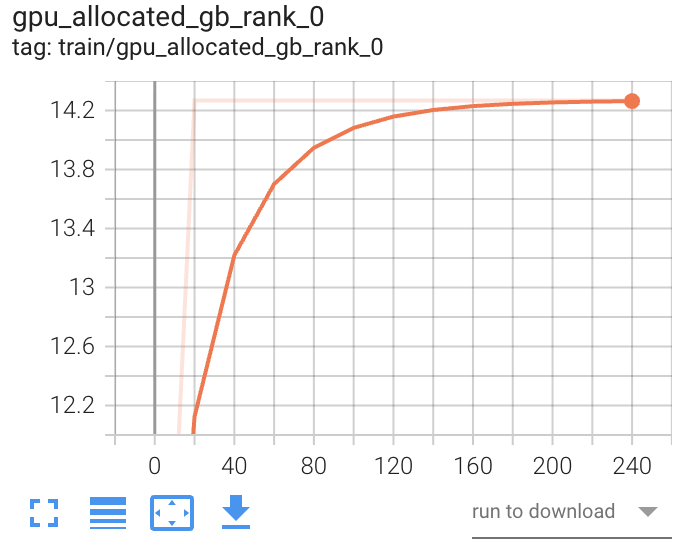 gpu_allocated_gb_rank_0
tag: train/gpu_allocated_gb_rank_0
14.2
13.8
13.4
13
12.6
12.2
0 40 80 120 160 200 240
run to download